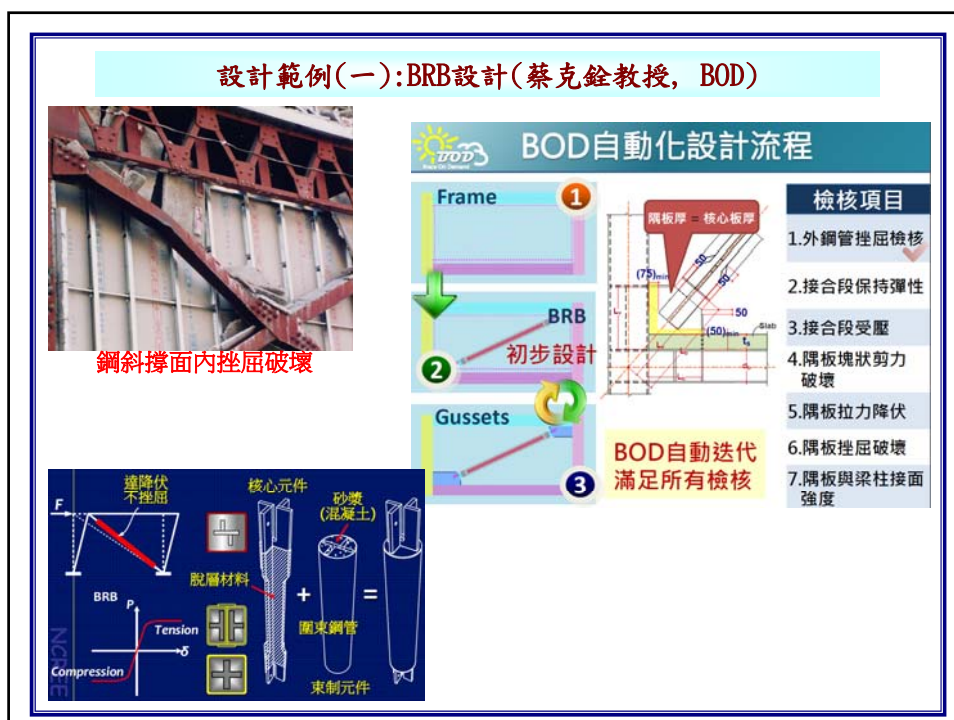 設計範例(一):BRB設計(蔡克銓教授, BOD)
鋼斜撐面內挫屈破壞
BOD
Brace On Demand
BOD自動化設計流程
Frame
1
BRB
初步設計
2
Gussets
3
隅板厚 = 核心板厚
50
50
(75)min
50
(50)min
Slab
BOD自動迭代
滿足所有檢核
檢核項目
1.外鋼管挫屈檢核
2.接合段保持彈性
3.接合段受壓
4.隅板塊狀剪力
破壞
5.隅板拉力降伏
6.隅板挫屈破壞
7.隅板與梁柱接面
強度
達降伏
不挫屈
F
核心元件
砂漿
(混凝土)
脫層材料
+
=
圍束鋼管
束制元件
BRB
P
Tension
δ
Compression
NCREE